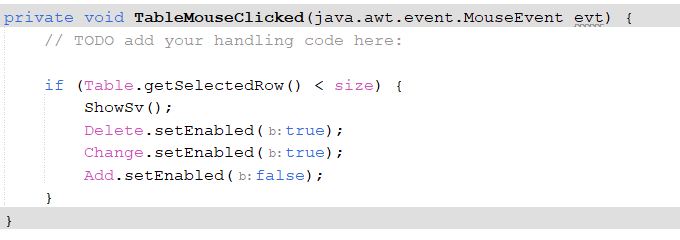 private void TableMouseClicked(java.awt.event.MouseEvent evt) {
// TODO add your handling code here:
if (Table.getSelectedRow() < size) {
ShowSv();
Delete.setEnabled( b: true);
Change.setEnabled( b: true);
Add.setEnabled( b: false);
}
}